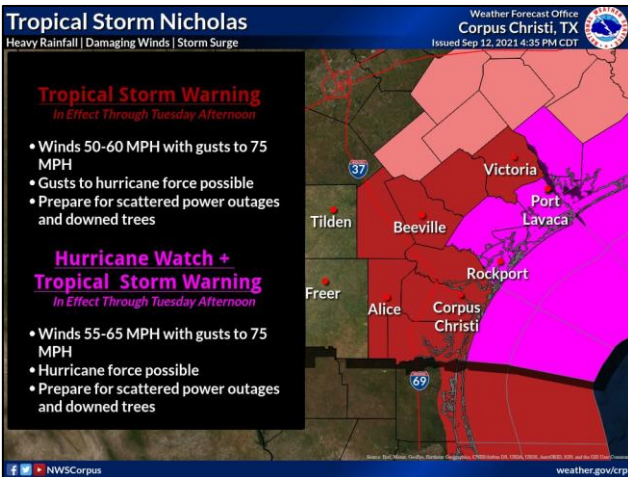 Tropical Storm Nicholas
Heavy Rainfall | Damaging Winds | Storm Surge
Weather Forecast Office
Corpus Christi, TX
Issued Sep 12, 2021 4:35 PM CDT
Tropical Storm Warning
In Effect Through Tuesday Afternoon
• Winds 50-60 MPH with gusts to 75
MPH
• Gusts to hurricane force possible
• Prepare for scattered power outages
and downed trees
Hurricane Watch +
Tropical Storm Warning
In Effect Through Tuesday Afternoon
• Winds 55-65 MPH with gusts to 75
MPH
• Hurricane force possible
• Prepare for scattered power outages
and downed trees
37
Victoria
Port
Lavaca
Tilden
Beeville
Rockport
Freer
Alice
Corpus
Christi
69
NWSCorpus
weather.gov/crp